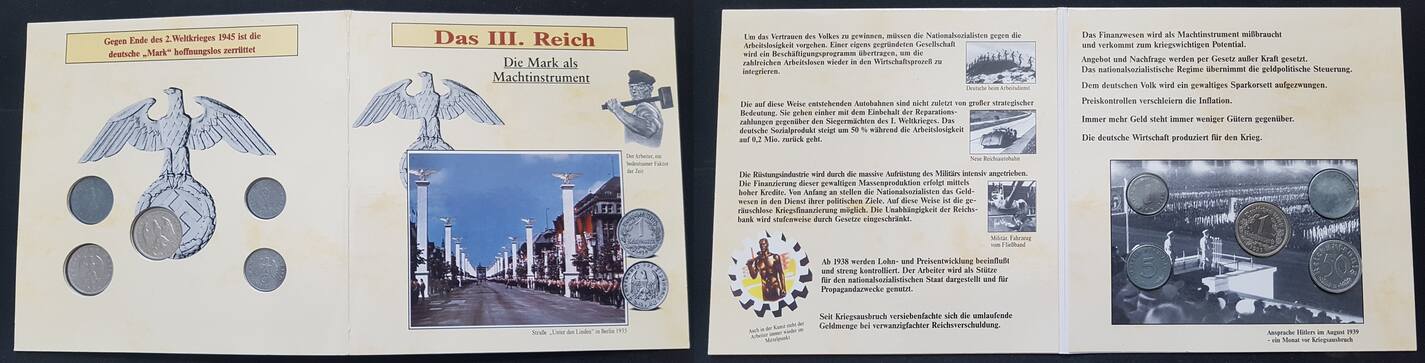 Gegen Ende des 2.Weltkrieges 1945 ist die
deutsche „Mark" hoffnungslos zerrüttet
Das III. Reich
Die Mark als
Machtinstrument
Der Arbeiter, ein
bedeutsamer Faktor
der Zeit
Straße „Unter den Linden" in Berlin 1935
Um das Vertrauen des Volkes zu gewinnen, müssen die Nationalsozialisten gegen die
Arbeitslosigkeit vorgehen. Einer eigens gegründeten Gesellschaft
wird ein Beschäftigungsprogramm übertragen, um die
zahlreichen Arbeitslosen wieder in den Wirtschaftsprozeß zu
integrieren.
Deutsche beim Arbeitsdienst
Die auf diese Weise entstehenden Autobahnen sind nicht zuletzt von großer strategischer
Bedeutung. Sie gehen einher mit dem Einbehalt der Reparations-
zahlungen gegenüber den Siegermächten des I. Weltkrieges. Das
deutsche Sozialprodukt steigt um 50 % während die Arbeitslosigkeit
auf 0,2 Mio. zurück geht.
Neue Reichsautobahn
Die Rüstungsindustrie wird durch die massive Aufrüstung des Militärs intensiv angetrieben.
Die Finanzierung dieser gewaltigen Massenproduktion erfolgt mittels
hoher Kredite. Von Anfang an stellen die Nationalsozialisten das Geld-
wesen in den Dienst ihrer politischen Ziele. Auf diese Weise ist die ge-
räuschlose Kriegsfinanzierung möglich. Die Unabhängigkeit der Reichs-
bank wird stufenweise durch Gesetze eingeschränkt.
Militär. Fahrzeug
vom Fließband
Ab 1938 werden Lohn- und Preisentwicklung beeinflußt
und streng kontrolliert. Der Arbeiter wird als Stütze
für den nationalsozialistischen Staat dargestellt und für
Propagandazwecke genutzt.
Auch in der Kunst steht der
Arbeiter immer wieder im
Mittelpunkt
Seit Kriegsausbruch versiebenfachte sich die umlaufende
Geldmenge bei verwanzigfachter Reichsverschuldung.
Das Finanzwesen wird als Machtinstrument mißbraucht
und verkommt zum kriegswichtigen Potential.
Angebot und Nachfrage werden per Gesetz außer Kraft gesetzt.
Das nationalsozialistische Regime übernimmt die geldpolitische Steuerung.
Dem deutschen Volk wird ein gewaltiges Sparkorsett aufgezwungen.
Preiskontrollen verschleiern die Inflation.
Immer mehr Geld steht immer weniger Gütern gegenüber.
Die deutsche Wirtschaft produziert für den Krieg.
1
5
50
Ansprache Hitlers im August 1939
- ein Monat vor Kriegsausbruch